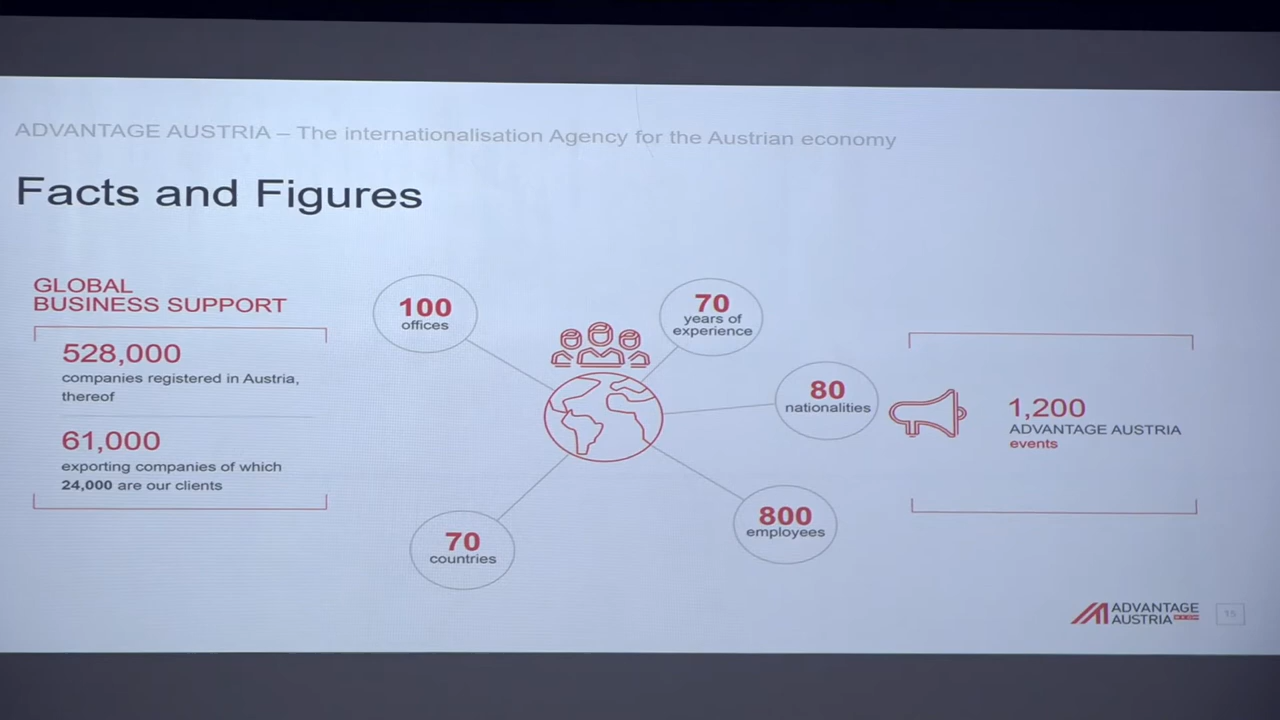 ADVANTAGE AUSTRIA – The internationalisation Agency for the Austrian economy
Facts and Figures
GLOBAL
BUSINESS SUPPORT
528,000
companies registered in Austria,
thereof
61,000
exporting companies of which
24,000 are our clients
100
offices
70
years of
experience
80
nationalities
800
employees
70
countries
1,200
ADVANTAGE AUSTRIA
events
ADVANTAGE
AUSTRIA
15